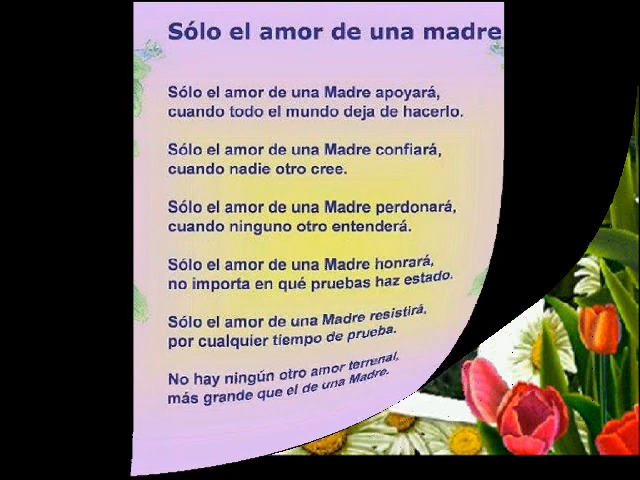 Sólo el amor de una madre
Sólo el amor de una Madre apoyará,
cuando todo el mundo deja de hacerlo.
Sólo el amor de una Madre confiará,
cuando nadie otro cree.
Sólo el amor de una Madre perdonará,
cuando ninguno otro entenderá.
Sólo el amor de una Madre honrará,
no importa en qué pruebas haz estado.
Sólo el amor de una Madre resistirá,
por cualquier tiempo de prueba.
No hay ningún otro amor terrenal,
más grande que el de una Madre.